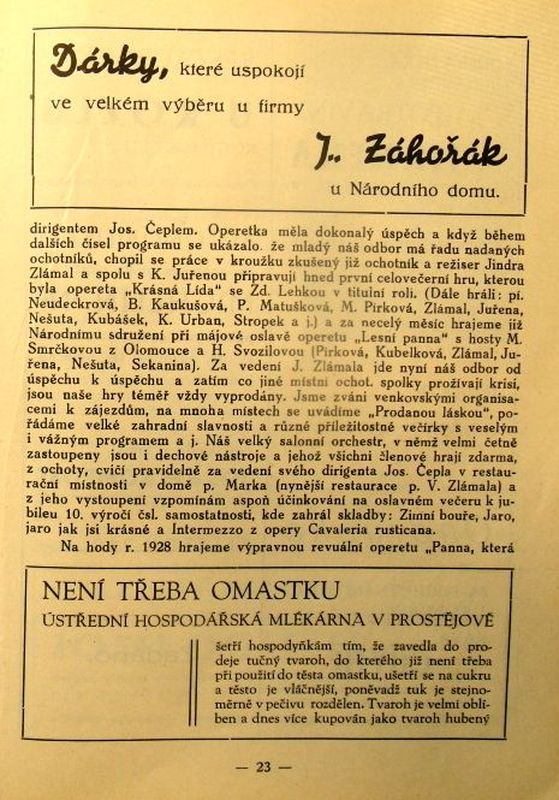 Dárky, které uspokojí
ve velkém výběru u firmy
J.. Záhořák
u Národního domu.
dirigentem Jos. Čeplem. Operetka měla dokonalý úspěch a když během
dalších čisel programu se ukázalo. že mladý náš odbor má řadu nadaných
ochotníků, chopil se práce v kroužku zkušený již ochotník a režiser Jindra
Zlámal a spolu s K. Juřenou připravují hned první celovečerní hru, kterou
byla opereta „Krásná Lída" se Zd. Lehkou v titulní roli. (Dále hráli: pí.
Neudeckrová, B. Kaukušová, P. Matušková, M. Pírková, Zlámal, Juřena,
Nešuta, Kubášek, K. Urban, Stropek a j.) a za necelý měsíc hrajeme již
Národnímu sdružení při májové oslavě operetu „Lesní panna" s hosty M.
Smrčkovou z Olomouce a H. Svozilovou (Pírková, Kubelková, Zlámal, Ju-
řena, Nešuta, Sekanina). Za vedení J. Zlámala jde nyní náš odbor od
úspěchu k úspěchu a zatím co jiné místní ochot. spolky prožívají krisi,
jsou naše hry téměř vždy vyprodány. Jsme zváni venkovskými organisa-
cemi k zájezdům, na mnoha místech se uvádíme „Prodanou láskou", po-
řádáme velké zahradní slavnosti a různé příležitostné večírky s veselým
i vážným programem a j. Náš velký salonní orchestr, v němž velmi četně
zastoupeny jsou i dechové nástroje a jehož všichni členové hrají zdarma,
z ochoty, cvičí pravidelně za vedení svého dirigenta Jos. Čepla v restau-
rační místnosti v domě p. Marka (nynější restaurace p. V. Zlámala) a
z jeho vystoupení vzpomínám aspoň účinkování na oslavném večeru k ju-
bileu 10. výročí čsl. samostatnosti, kde zahrál skladby: Zimní bouře, Jaro,
jaro jak jsi krásné a Intermezzo z opery Cavaleria rusticana.
Na hody r. 1928 hrajeme výpravnou revuální operetu „Panna, která
NENÍ TŘEBA OMASTKU
ÚSTŘEDNÍ HOSPODÁŘSKÁ MLÉKÁRNA V PROSTĚJOVĚ
šetří hospodyňkám tím, že zavedla do pro-
deje tučný tvaroh, do kterého již není třeba
při použití do těsta omastku, ušetří se na cukru
a těsto je vláčnější, poněvadž tuk je stejno-
měrně v pečivu rozdělen. Tvaroh je velmi oblí-
ben a dnes více kupován jako tvaroh hubený
— 23 —